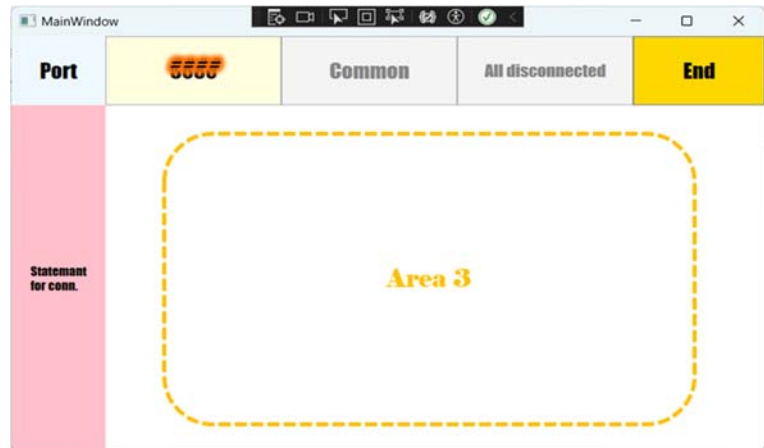 MainWindow
Port
Common
All disconnected
End
Statemant
for conn.
Area 3